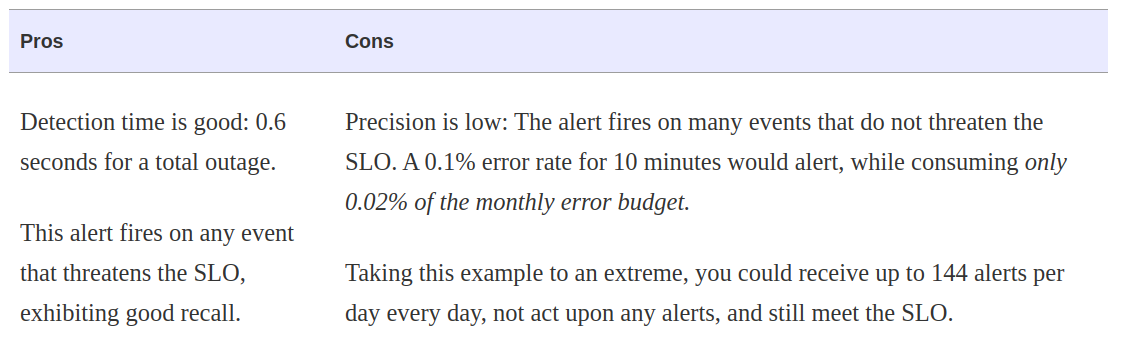 Pros
Cons
Detection time is good: 0.6
seconds for a total outage.
This alert fires on any event
that threatens the SLO,
exhibiting good recall.
Precision is low: The alert fires on many events that do not threaten the
SLO. A 0.1% error rate for 10 minutes would alert, while consuming only
0.02% of the monthly error budget.
Taking this example to an extreme, you could receive up to 144 alerts per
day every day, not act upon any alerts, and still meet the SLO.